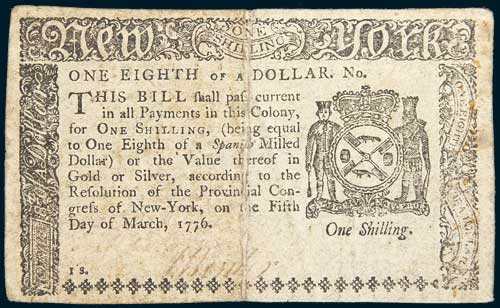 New York
ONE
SHILLING
ONE EIGHTH OF A DOLLAR. No.
THIS BILL ſhall paſs current
in all Payments in this Colony,
for ONE SHILLING, (being equal
to One Eighth of a Spaniſh Milled
Dollar) or the Value thereof in
Gold or Silver, according to the
Reſolution of the Provincial Con-
greſs of New-York, on the Fifth
Day of March, 1776.
One Shilling.
1 s.